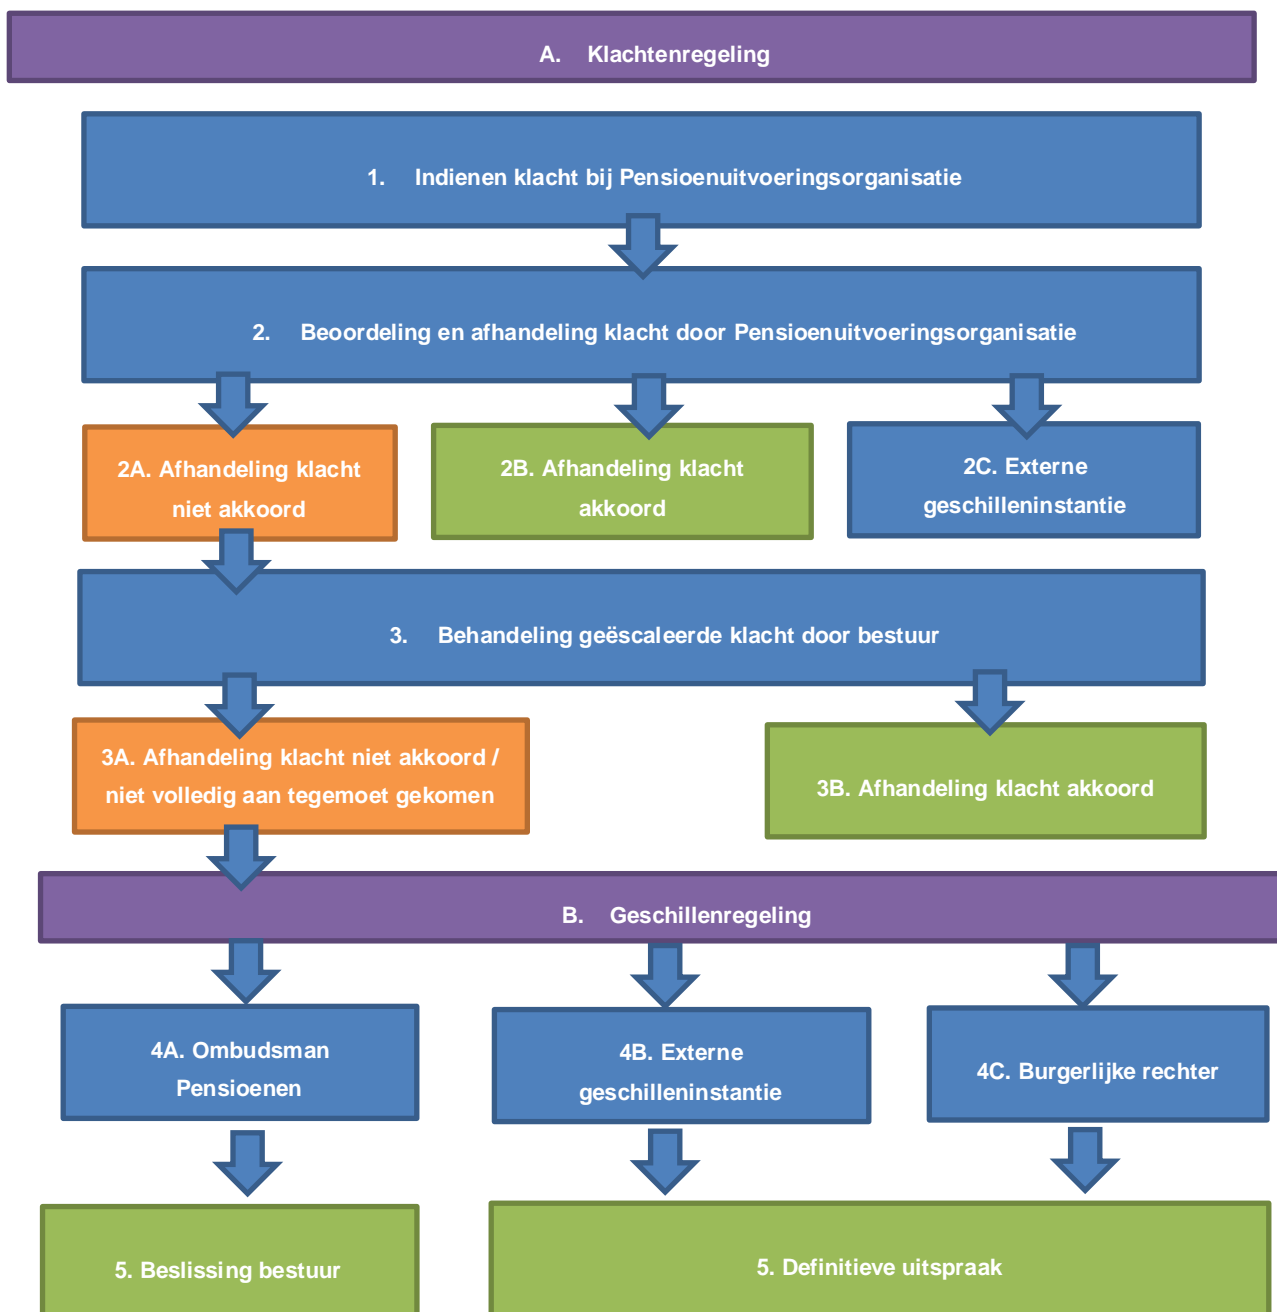 A. Klachtenregeling
1. Indienen klacht bij Pensioenuitvoeringsorganisatie
2. Beoordeling en afhandeling klacht door Pensioenuitvoeringsorganisatie
2A. Afhandeling klacht
niet akkoord
2B. Afhandeling klacht
akkoord
2C. Externe
geschilleninstantie
3. Behandeling geëscaleerde klacht door bestuur
3A. Afhandeling klacht niet akkoord /
niet volledig aan tegemoet gekomen
3B. Afhandeling klacht akkoord
B. Geschillenregeling
4A. Ombudsman
Pensioenen
4B. Externe
geschilleninstantie
4C. Burgerlijke rechter
5. Beslissing bestuur
5. Definitieve uitspraak